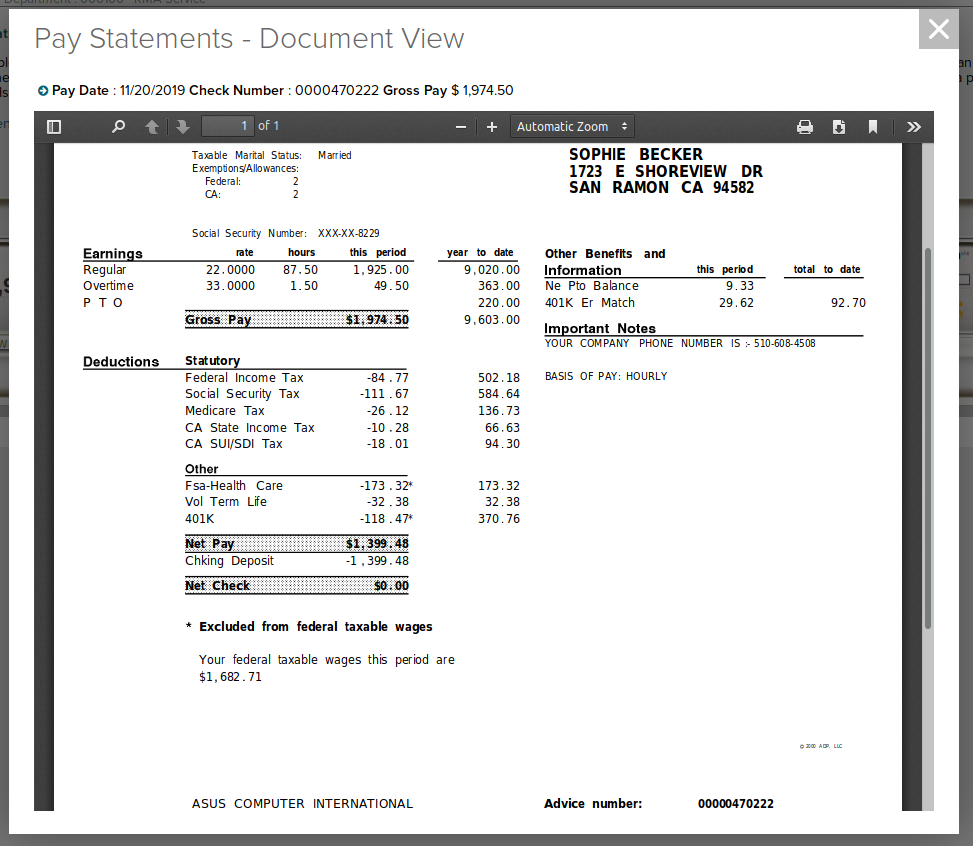 Pay Statements - Document View
Pay Date : 11/20/2019 Check Number : 0000470222 Gross Pay $ 1,974.50
1 of 1 Automatic Zoom
Taxable Marital Status: Married
Exemptions/Allowances:
Federal: 2
CA: 2
SOPHIE BECKER
1723 E SHOREVIEW DR
SAN RAMON CA 94582
Social Security Number: XXX-XX-8229
Earnings rate hours this period year to date
Regular 22.0000 87.50 1,925.00 9,020.00
Overtime 33.0000 1.50 49.50 363.00
P T O 220.00
Gross Pay $1,974.50 9,603.00
Other Benefits and
Information this period total to date
Ne Pto Balance 9.33
401K Er Match 29.62 92.70
Important Notes
YOUR COMPANY PHONE NUMBER IS :- 510-608-4508
BASIS OF PAY: HOURLY
Deductions Statutory
Federal Income Tax -84.77 502.18
Social Security Tax -111.67 584.64
Medicare Tax -26.12 136.73
CA State Income Tax -10.28 66.63
CA SUI/SDI Tax -18.01 94.30
Other
Fsa-Health Care -173.32* 173.32
Vol Term Life -32.38 32.38
401K -118.47* 370.76
Net Pay $1,399.48
Chking Deposit -1,399.48
Net Check $0.00
* Excluded from federal taxable wages
Your federal taxable wages this period are
$1,682.71
© 2000 ADP, LLC
ASUS COMPUTER INTERNATIONAL Advice number: 00000470222